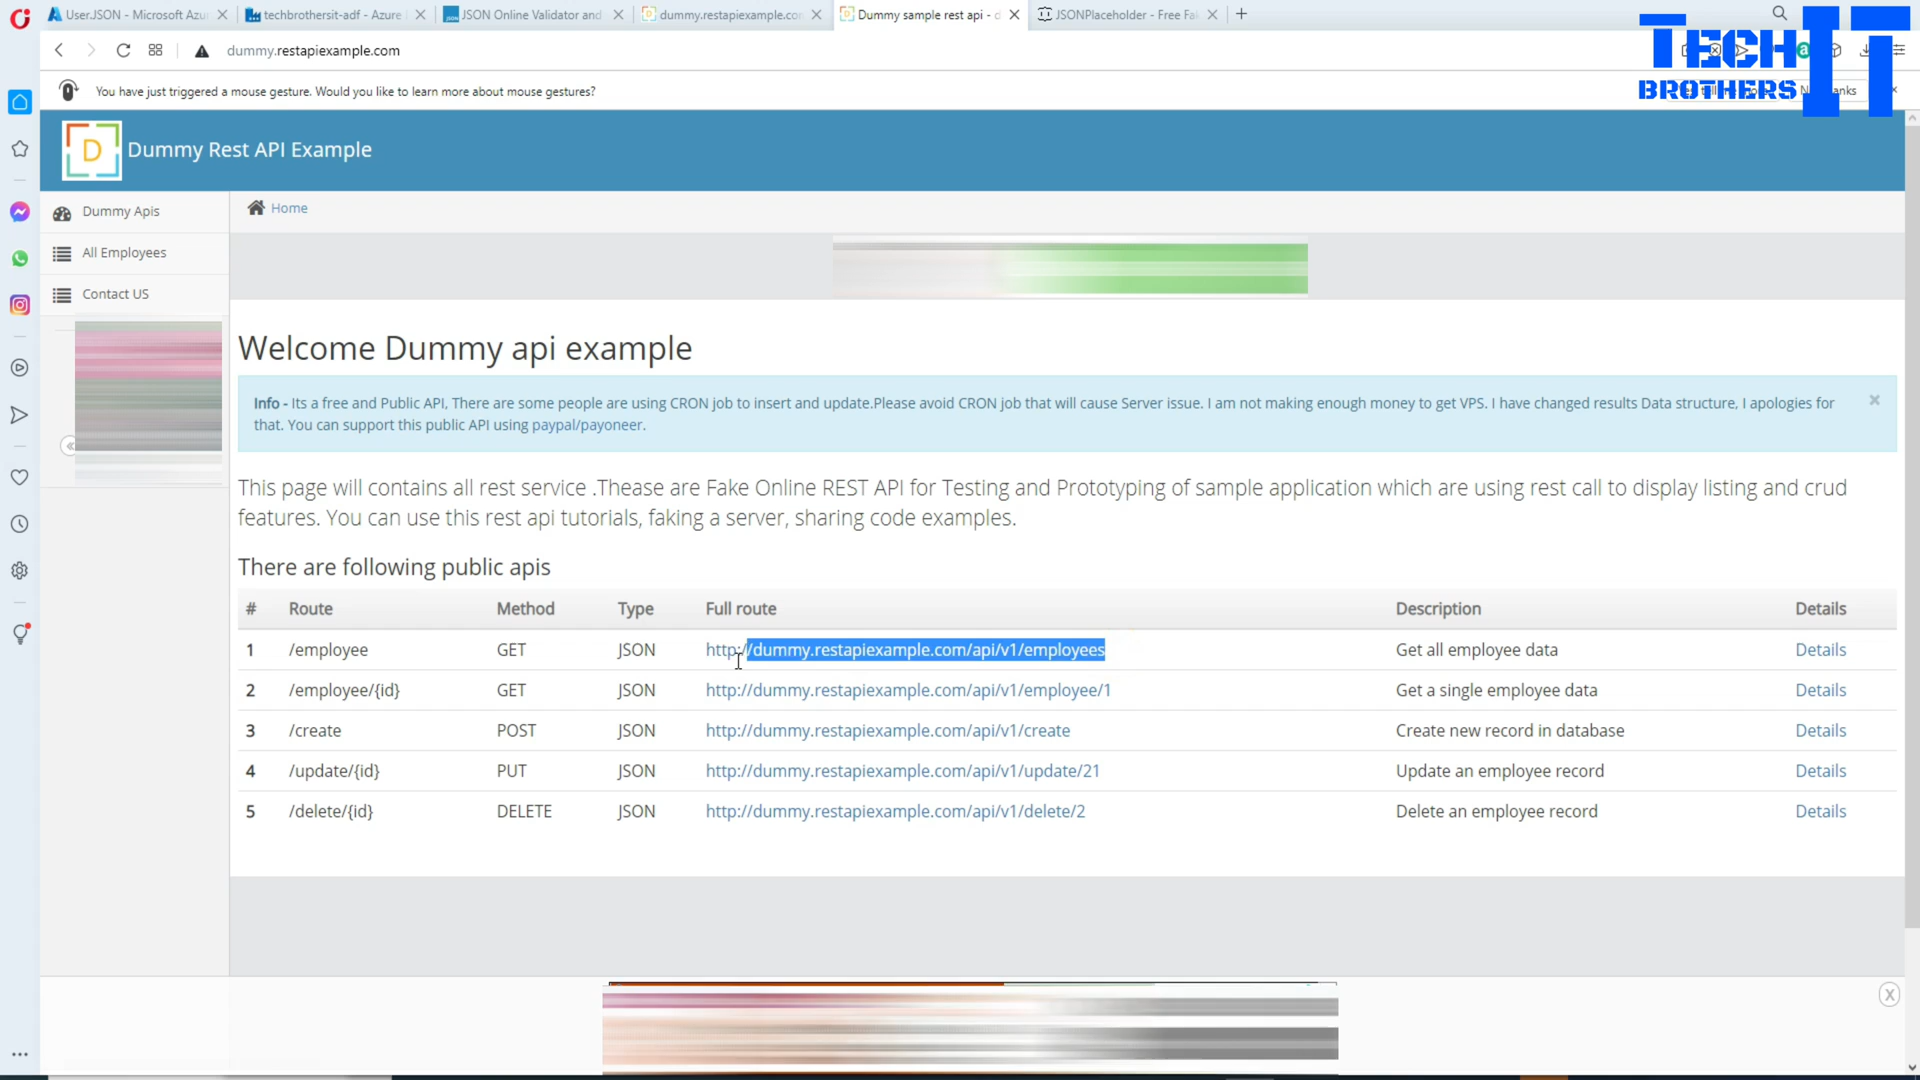 User.JSON - Microsoft Azu
techbrothersit-adf - Azure
JSON Online Validator and
dummy.restapiexample.co
Dummy sample rest api - d
JSONPlaceholder - Free Fa
dummy.restapiexample.com
You have just triggered a mouse gesture. Would you like to learn more about mouse gestures?
TECH IT
BROTHERS
D
Dummy Rest API Example
Dummy Apis
All Employees
Contact US
Home
Welcome Dummy api example
Info - Its a free and Public API, There are some people are using CRON job to insert and update.Please avoid CRON job that will cause Server issue. I am not making enough money to get VPS. I have changed results Data structure, I apologies for
that. You can support this public API using paypal/payoneer.
This page will contains all rest service .Thease are Fake Online REST API for Testing and Prototyping of sample application which are using rest call to display listing and crud
features. You can use this rest api tutorials, faking a server, sharing code examples.
There are following public apis
# Route Method Type Full route Description Details
1 /employee GET JSON http://dummy.restapiexample.com/api/v1/employees Get all employee data Details
2 /employee/{id} GET JSON http://dummy.restapiexample.com/api/v1/employee/1 Get a single employee data Details
3 /create POST JSON http://dummy.restapiexample.com/api/v1/create Create new record in database Details
4 /update/{id} PUT JSON http://dummy.restapiexample.com/api/v1/update/21 Update an employee record Details
5 /delete/{id} DELETE JSON http://dummy.restapiexample.com/api/v1/delete/2 Delete an employee record Details